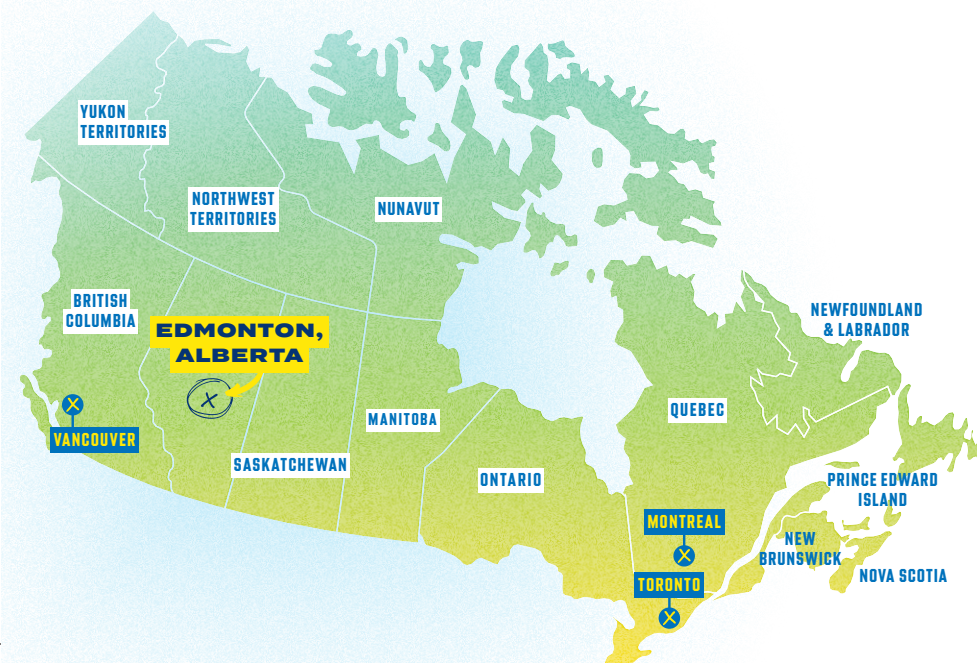 YUKON
TERRITORIES
NORTHWEST
TERRITORIES
NUNAVUT
BRITISH
COLUMBIA
EDMONTON,
ALBERTA
X
NEWFOUNDLAND
& LABRADOR
X
VANCOUVER
MANITOBA
QUEBEC
SASKATCHEWAN
ONTARIO
PRINCE EDWARD
ISLAND
MONTREAL
X
NEW
BRUNSWICK
NOVA SCOTIA
TORONTO
X